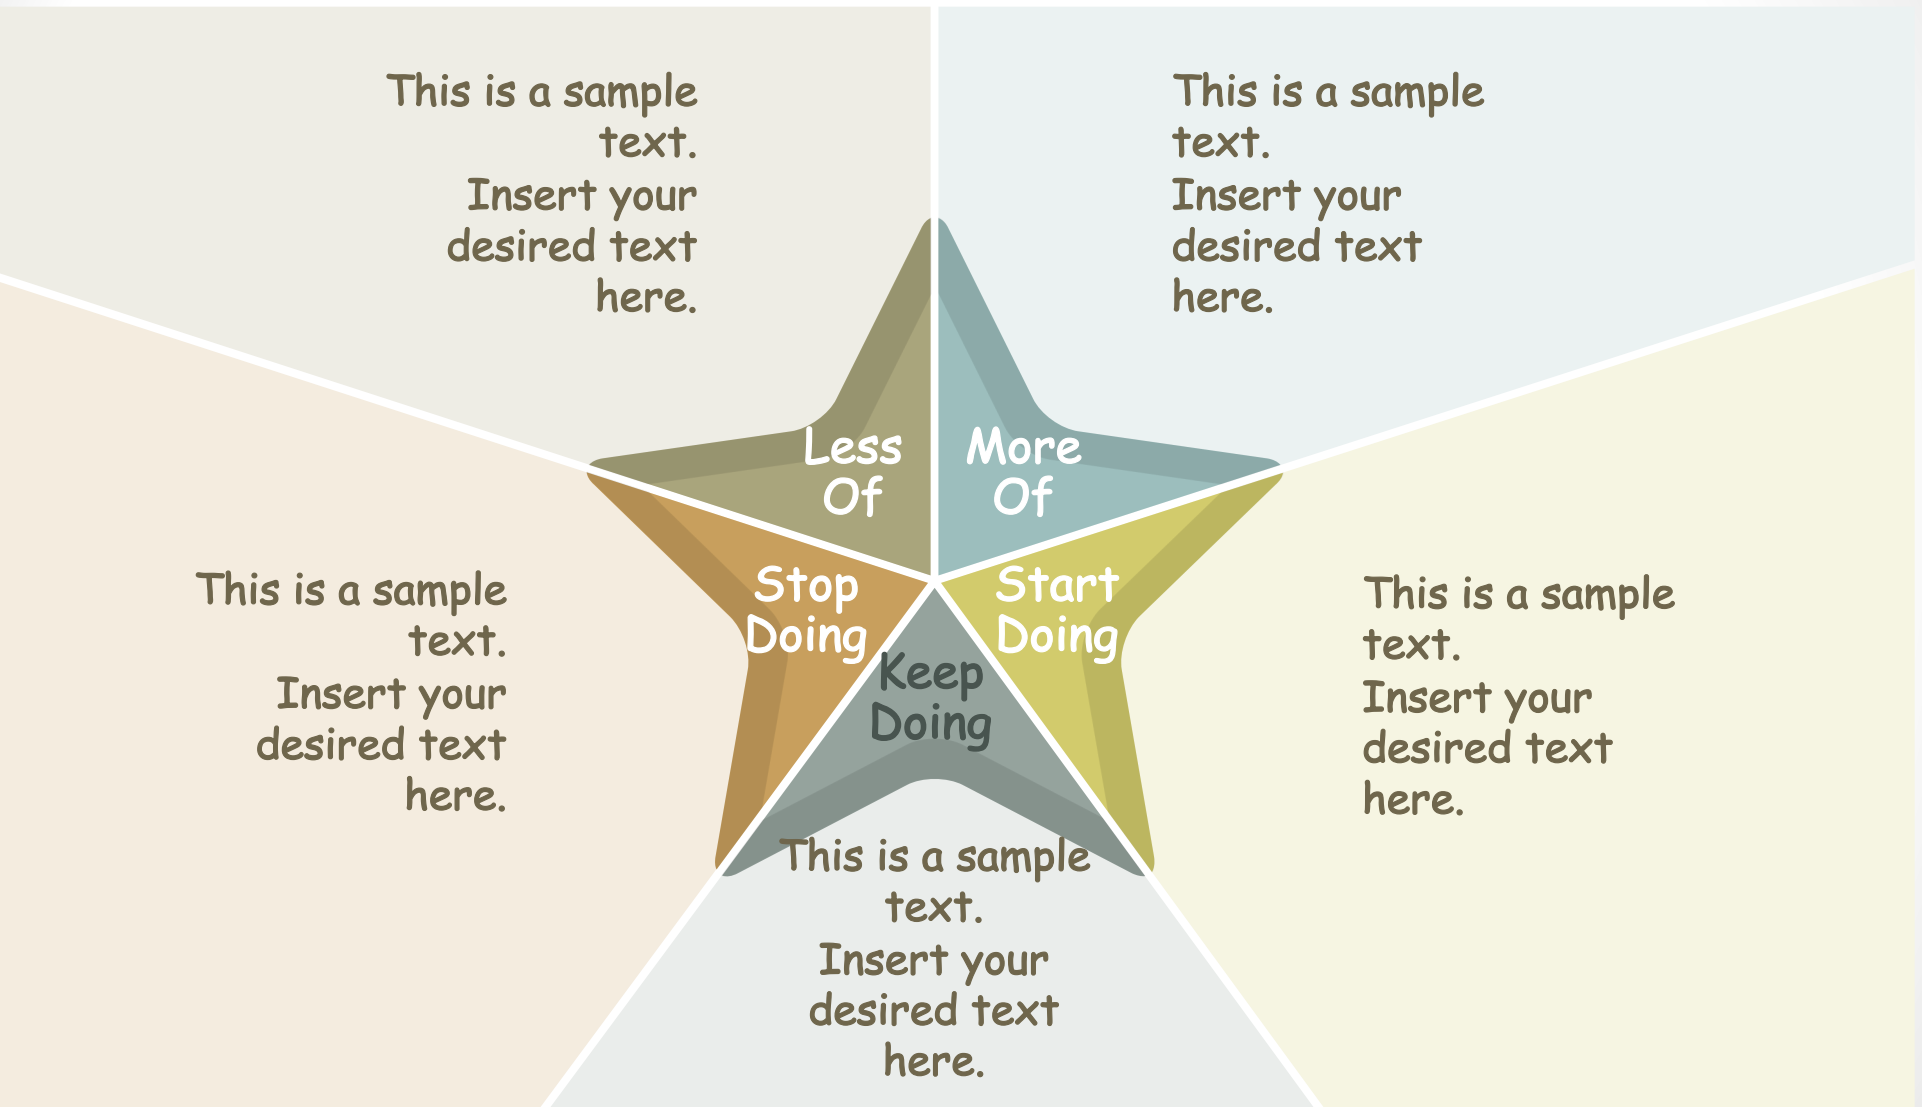 This is a sample
text.
Insert your
desired text
here.
This is a sample
text.
Insert your
desired text
here.
Less
Of
More
Of
Stop
Doing
Start
Doing
Keep
Doing
This is a sample
text.
Insert your
desired text
here.
This is a sample
text.
Insert your
desired text
here.
This is a sample
text.
Insert your
desired text
here.